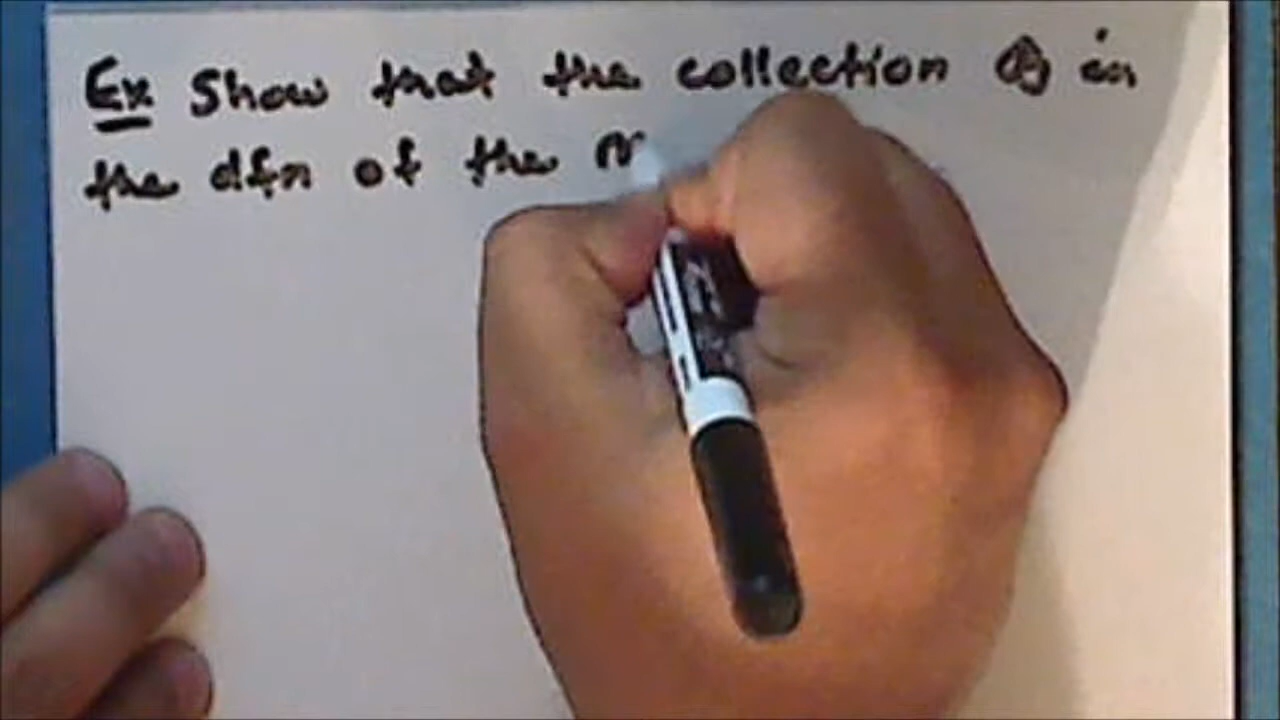 Ex Show that the collection B in
the dfn of the